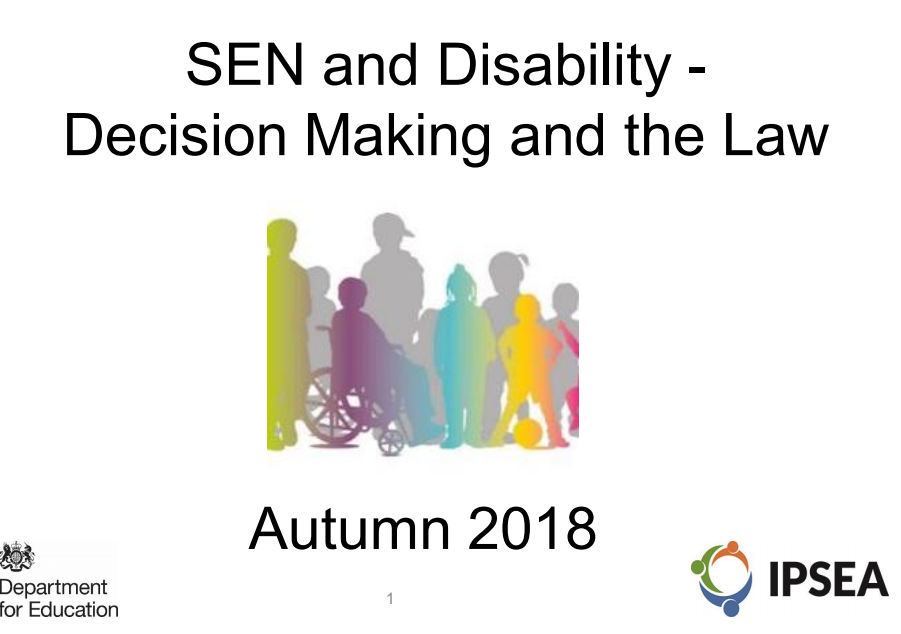 SEN and Disability -
Decision Making and the Law
Autumn 2018
Department
for Education
1
IPSEA